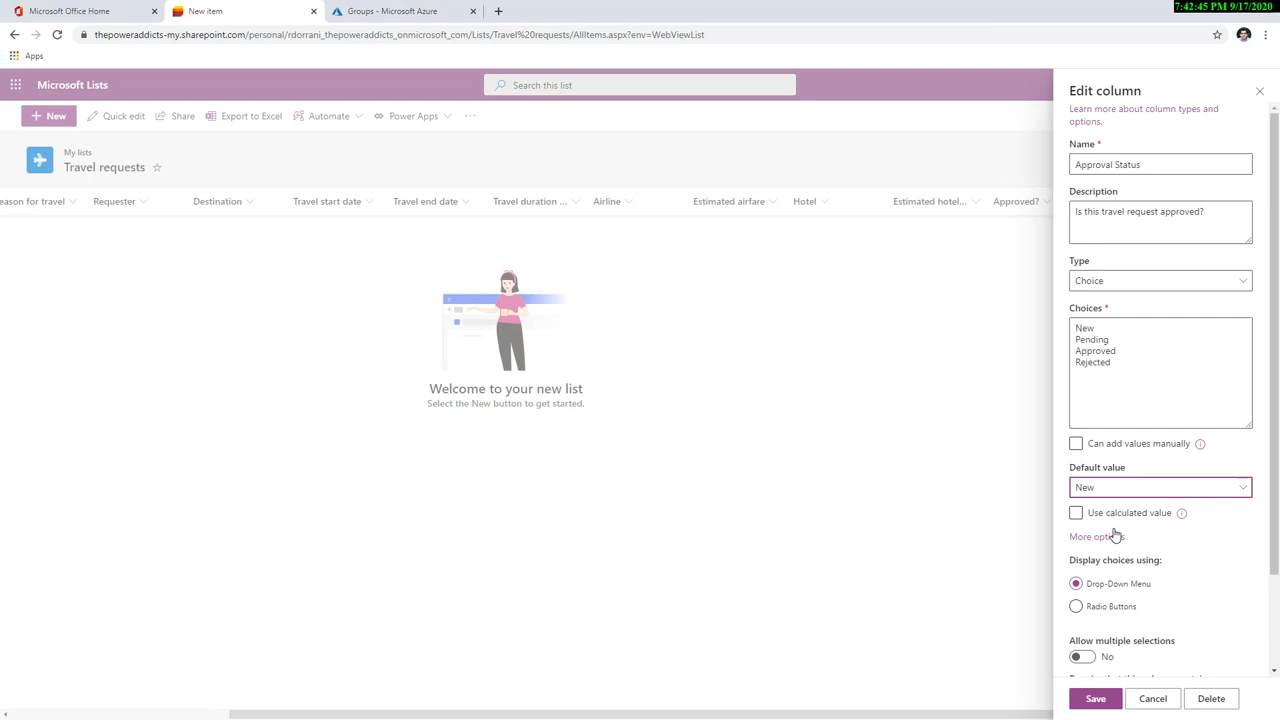 7:42:45 PM 9/17/2020
Microsoft Office Home
New item
Groups - Microsoft Azure
thepoweraddicts-my.sharepoint.com/personal/rdorrani_thepoweraddicts_onmicrosoft_com/Lists/Travel%20requests/AllItems.aspx?env=WebViewList
Apps
Microsoft Lists
Search this list
New
Quick edit
Share
Export to Excel
Automate
Power Apps
My lists
Travel requests
eason for travel
Requester
Destination
Travel start date
Travel end date
Travel duration ...
Airline
Estimated airfare
Hotel
Estimated hotel...
Approved?
Welcome to your new list
Select the New button to get started.
Edit column
Learn more about column types and
options.
Name *
Approval Status
Description
Is this travel request approved?
Type
Choice
Choices *
New
Pending
Approved
Rejected
Can add values manually
Default value
New
Use calculated value
More options
Display choices using:
Drop-Down Menu
Radio Buttons
Allow multiple selections
No
Save
Cancel
Delete